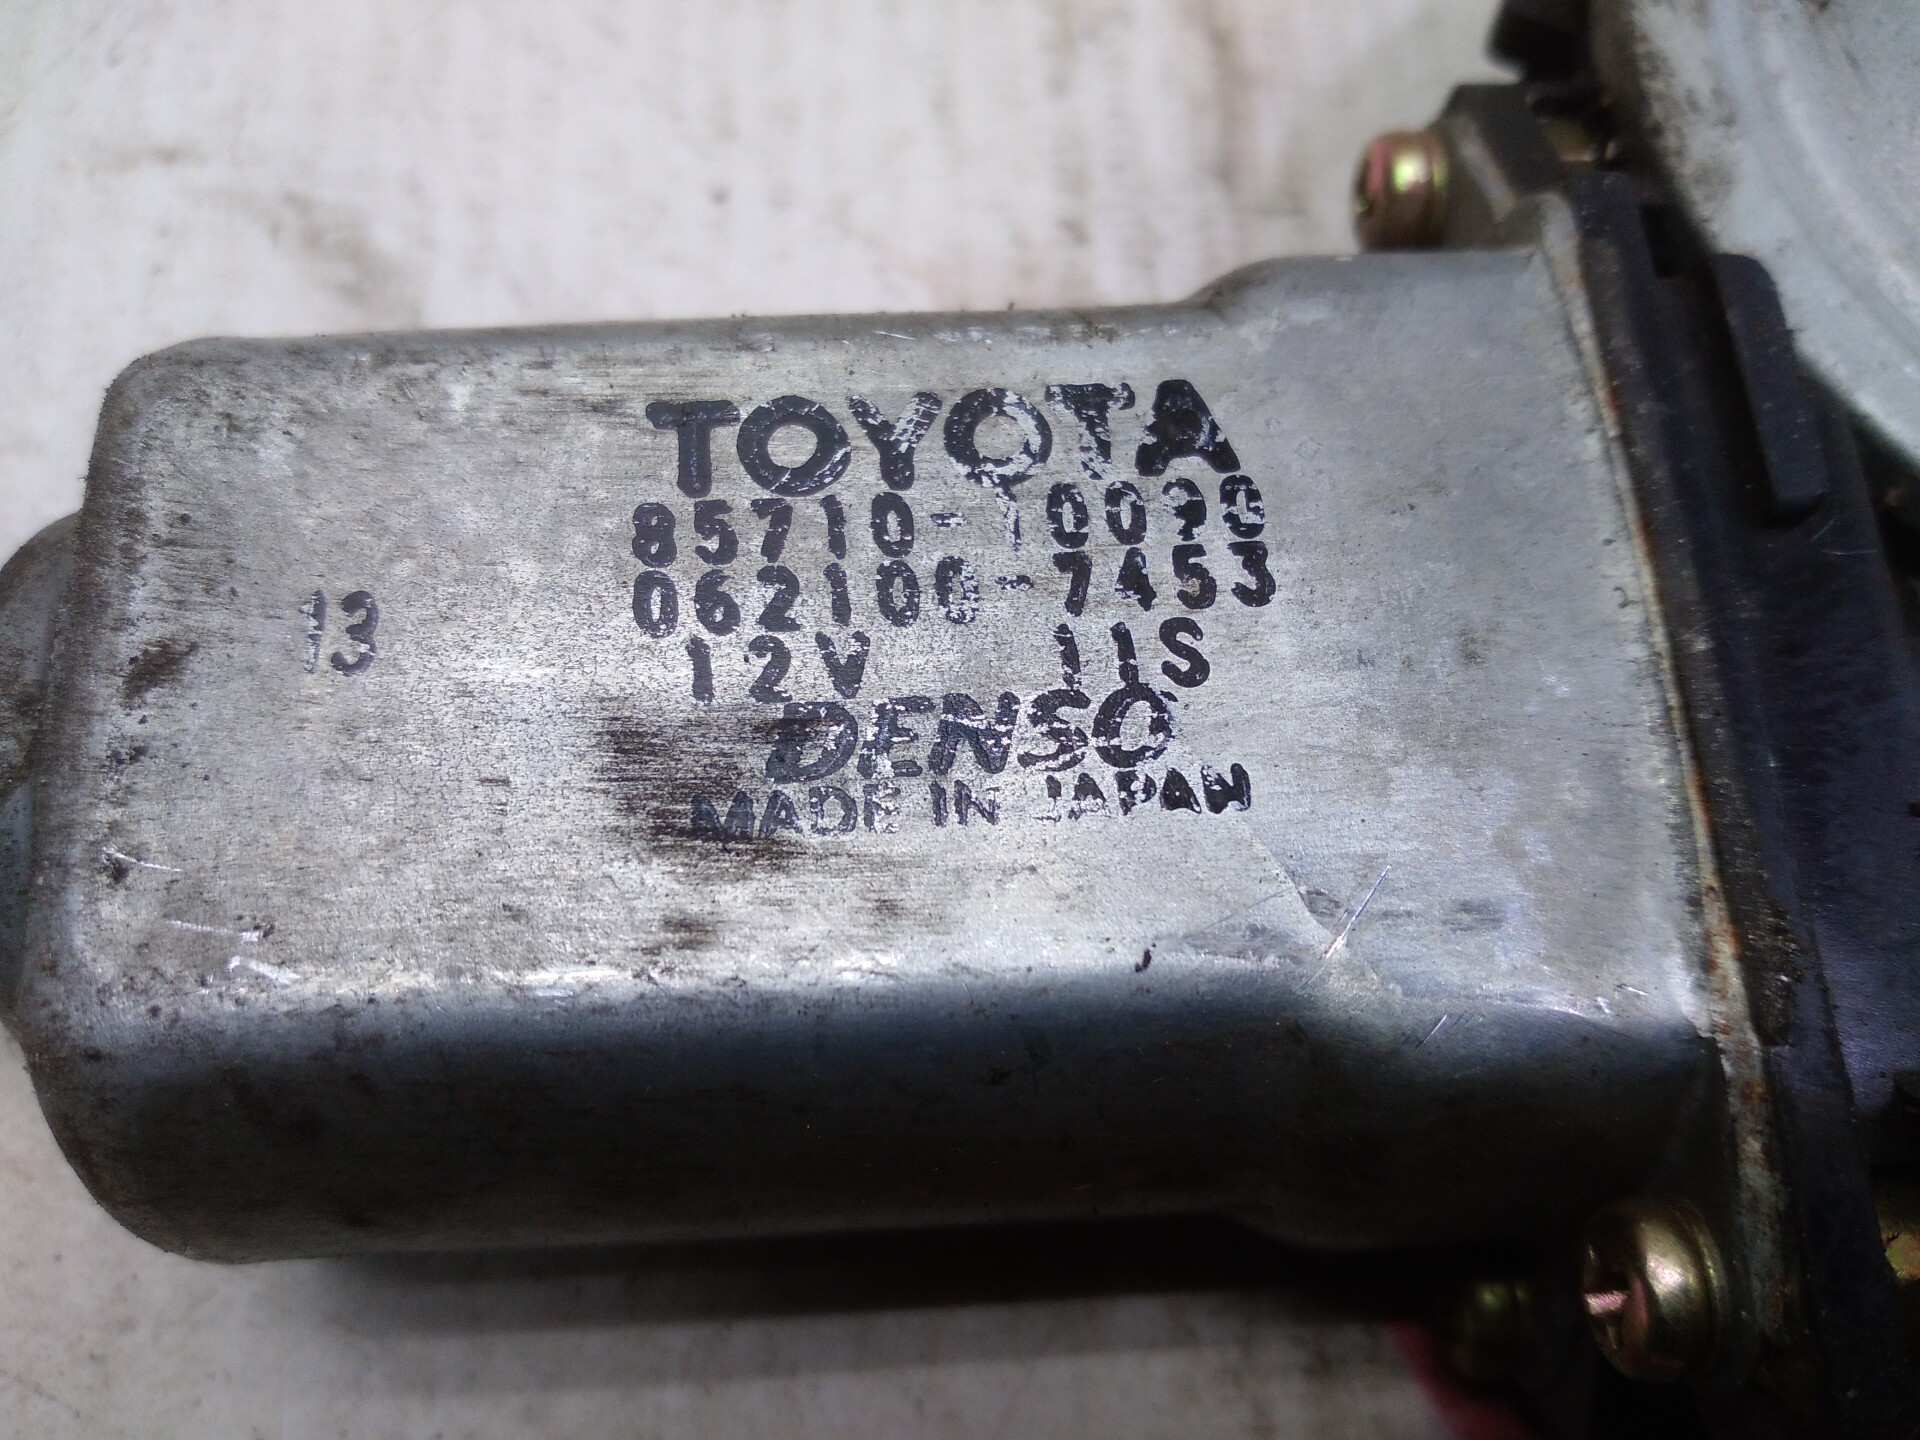 TOYOTA
85710-10090
062100-7453
13
12V 11S
DENSO
MADE IN JAPAN